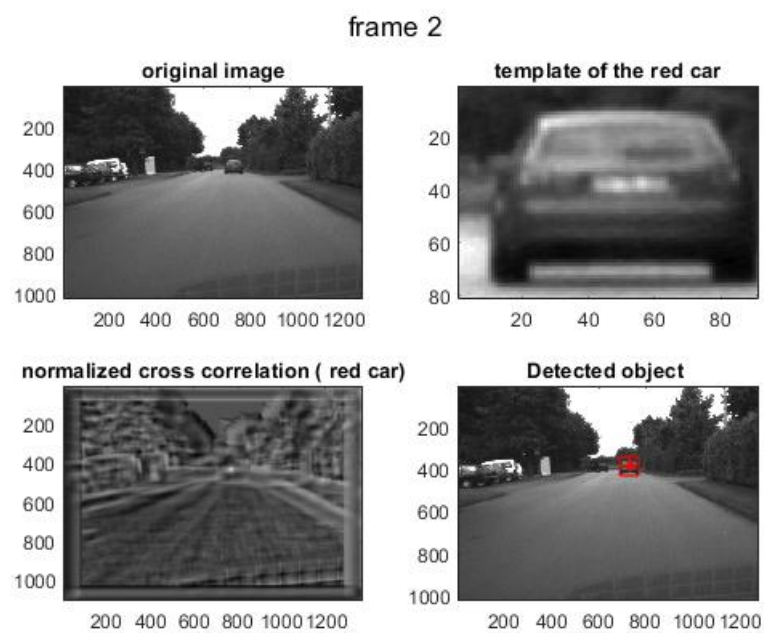 frame 2
original image
200
400
600
800
1000
200 400 600 800 1000 1200
template of the red car
20
40
60
80
20 40 60 80
normalized cross correlation ( red car)
200
400
600
800
1000
200 400 600 800 1000 1200
Detected object
200
400
600
800
1000
200 400 600 800 1000 1200